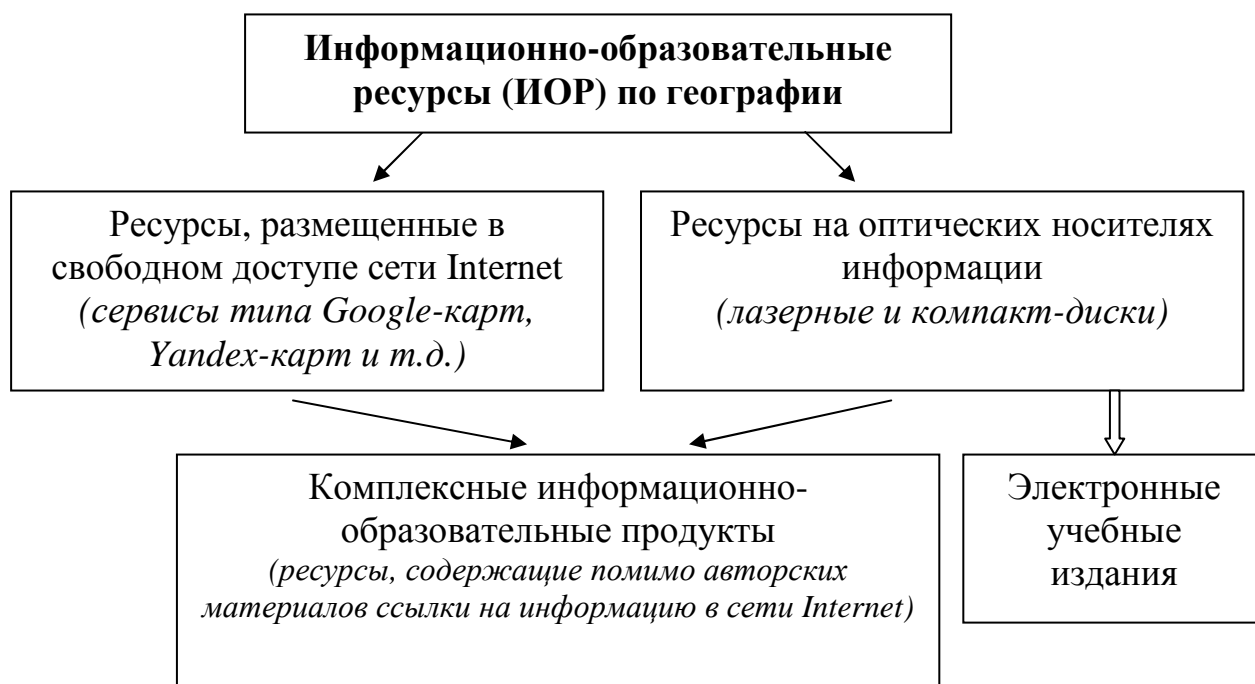 Информационно-образовательные
ресурсы (ИОР) по географии
Ресурсы, размещенные в
свободном доступе сети Internet
(сервисы типа Google-карт,
Yandex-карт и т.д.)
Ресурсы на оптических носителях
информации
(лазерные и компакт-диски)
Комплексные информационно-
образовательные продукты
(ресурсы, содержащие помимо авторских
материалов ссылки на информацию в сети Internet)
Электронные
учебные
издания